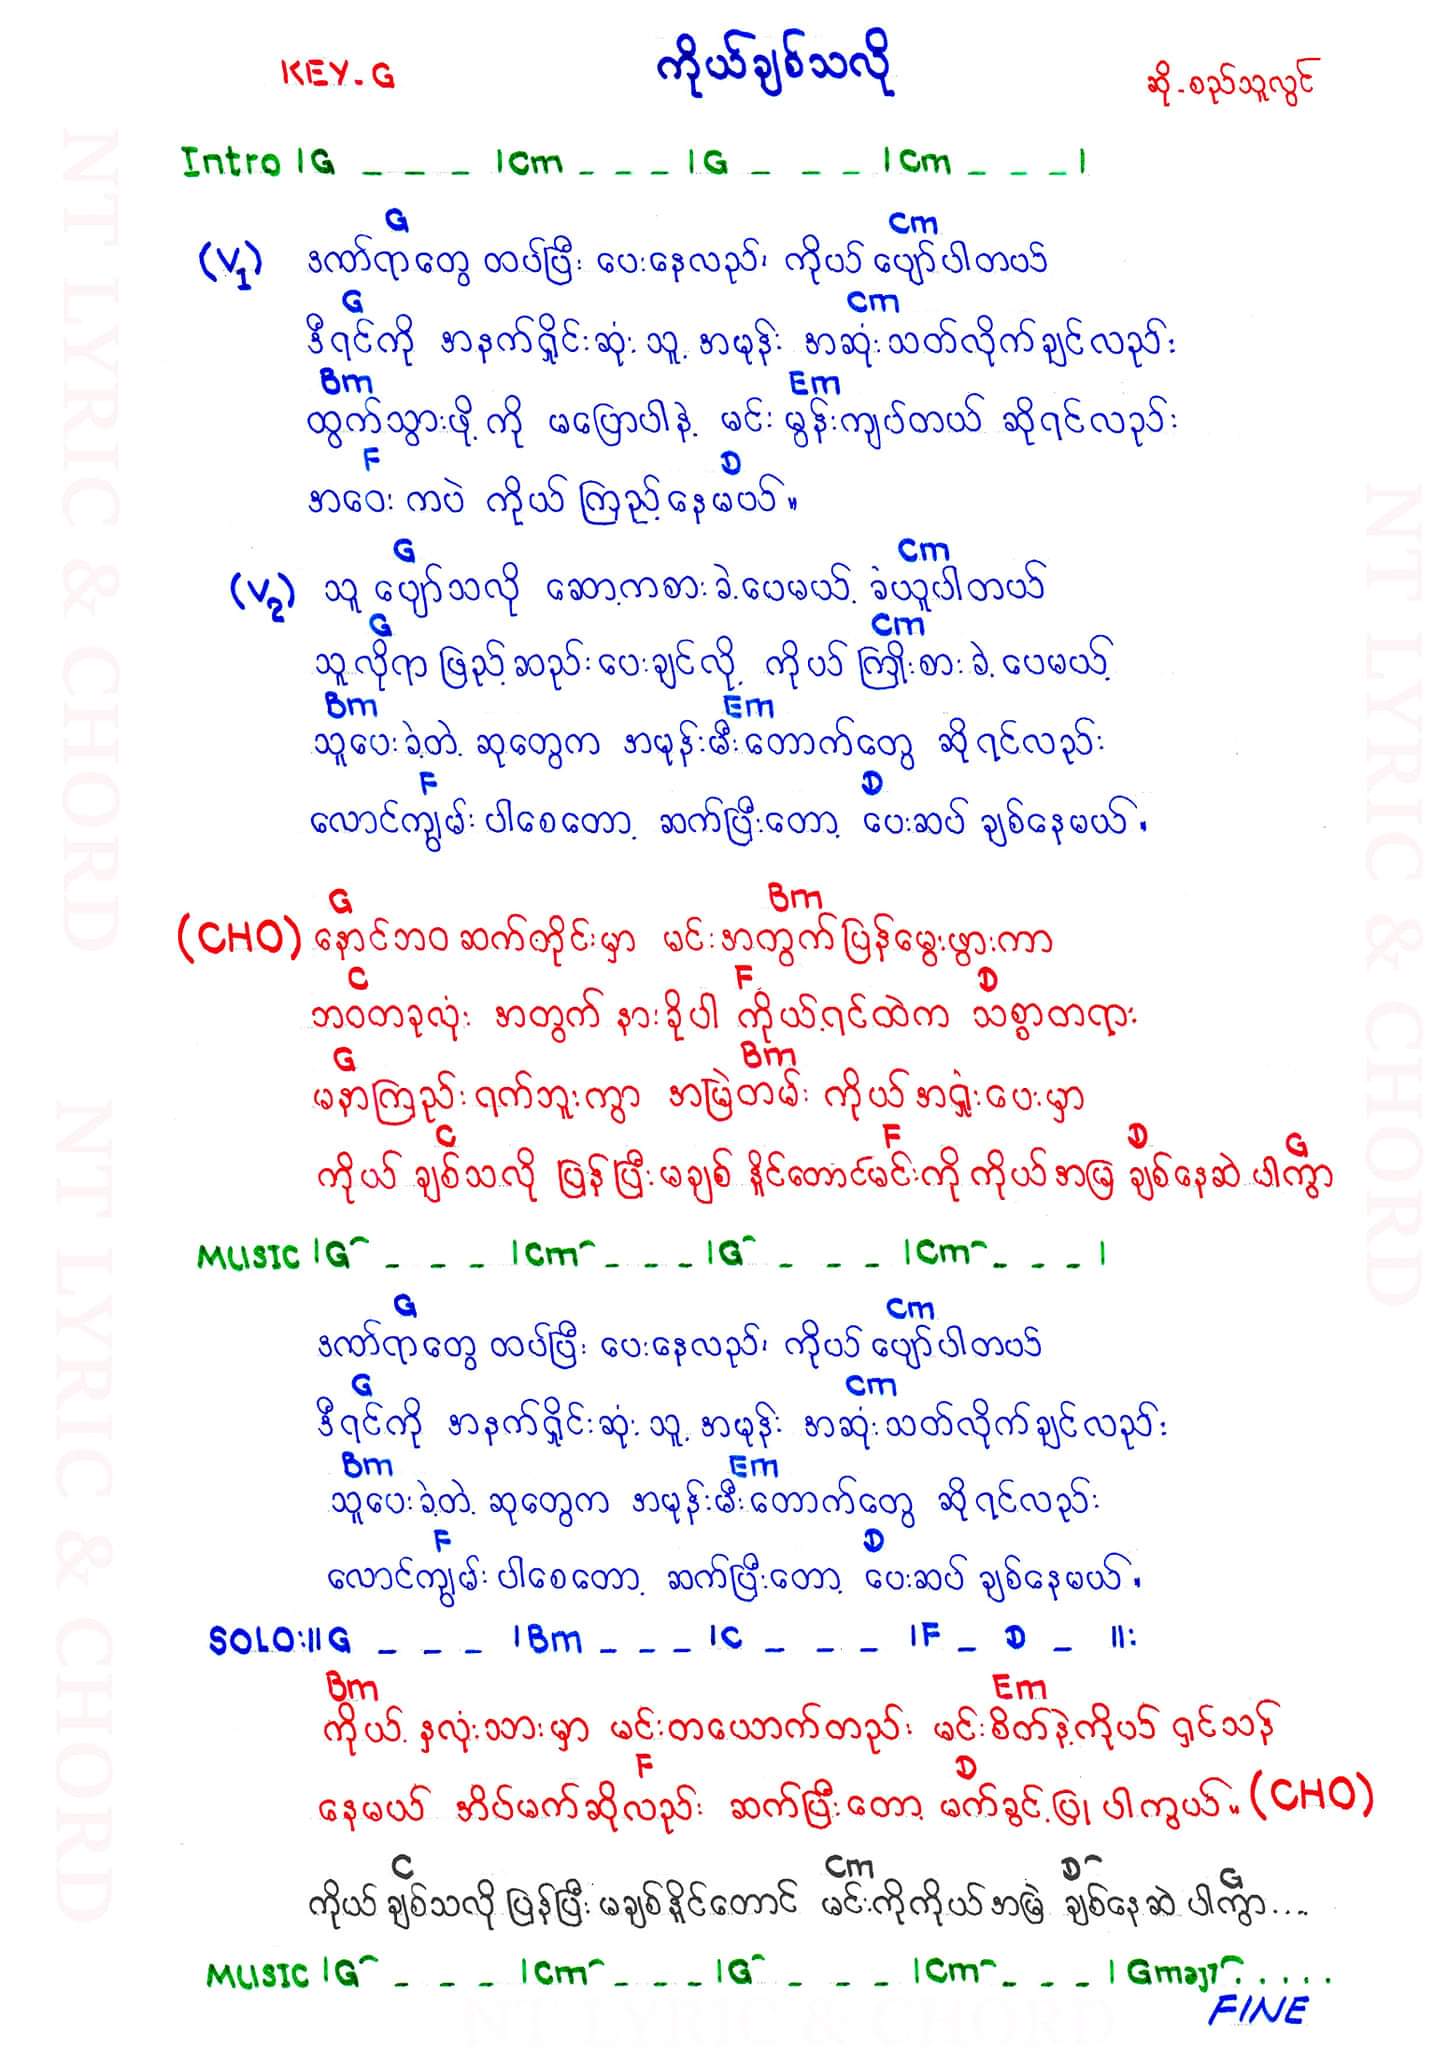 KEY-G
ကိုယ်ချစ်သလို
ဆို-စည်သူလွင်
Intro |G _ _ _ |Cm _ _ _ |G _ _ _ |Cm _ _ _|
G Cm
(V1) ဒဏ်ရာတွေ ထပ်ပြီး ပေးနေလည်း ကိုယ် ပျော်ပါတယ်
G Cm
ဒီရင်ကို အနက်ရှိုင်းဆုံး သူ့ အမုန်း အဆုံးသတ်လိုက်ချင်လည်း
Bm Em
ထွက်သွားဖို့ ကို မပြောပါနဲ့ မင်း မွန်းကျပ်တယ် ဆိုရင်လည်း
F D
အဝေး ကပဲ ကိုယ် ကြည့်နေမယ်။
G Cm
(V2) သူ ပျော်သလို ဆော့ကစားခဲ့ပေမယ့် ခံယူပါတယ်
G Cm
သူလိုရာ ဖြည့်ဆည်းပေးချင်လို့ ကိုယ် ကြိုးစားခဲ့ပေမယ့်
Bm Em
သူပေးခဲ့တဲ့ ဆုတွေက အမုန်းမီးတောက်တွေ ဆိုရင်လည်း
F D
လောင်ကျွမ်း ပါစေတော့ ဆက်ပြီးတော့ ပေးဆပ် ချစ်နေမယ်။
G Bm
(CHO) နောင်ဘဝ ဆက်တိုင်းမှာ မင်းအတွက်ပြန်မွေးဖွားကာ
C F D
ဘဝတခုလုံး အတွက် နားခိုပါ ကိုယ့်ရင်ထဲက သစ္စာတရား
G Bm
မနာကြည်းရက်ဘူးကွာ အမြဲတမ်း ကိုယ်အရှုံးပေးမှာ
C F D G
ကိုယ် ချစ်သလို ပြန်ပြီးမချစ် နိုင်တောင်မင်းကို ကိုယ်အမြဲ ချစ်နေဆဲ ပါကွာ
MUSIC |G _ _ _ |Cm _ _ _ |G _ _ _ |Cm _ _ _ |
G Cm
ဒဏ်ရာတွေ ထပ်ပြီး ပေးနေလည်း ကိုယ် ပျော်ပါတယ်
G Cm
ဒီရင်ကို အနက်ရှိုင်းဆုံး သူ့ အမုန်း အဆုံးသတ်လိုက်ချင်လည်း
Bm Em
သူပေးခဲ့တဲ့ ဆုတွေက အမုန်းမီးတောက်တွေ ဆိုရင်လည်း
F D
လောင်ကျွမ်း ပါစေတော့ ဆက်ပြီးတော့ ပေးဆပ် ချစ်နေမယ်။
SOLO:||G _ _ _ |Bm _ _ _ |C _ _ _ |F _ D _ ||:
Bm Em
ကိုယ့် နှလုံးသားမှာ မင်းတယောက်တည်း မင်းစိတ်နဲ့ကိုယ် ရှင်သန်
F D
နေမယ် အိပ်မက်ဆိုလည်း ဆက်ပြီးတော့ မက်ခွင့်ပြု ပါကွယ်။ (CHO)
C Cm D G
ကိုယ် ချစ်သလို ပြန်ပြီး မချစ်နိုင်တောင် မင်းကိုကိုယ်အမြဲ ချစ်နေဆဲ ပါကွာ....
MUSIC |G _ _ _ |Cm _ _ _ |G _ _ _ |Cm _ _ _ | Gmaj7 .....
FINE
NT LYRIC & CHORD
NT LYRIC & CHORD
NT LYRIC & CHORD
NT LYRIC & CHORD